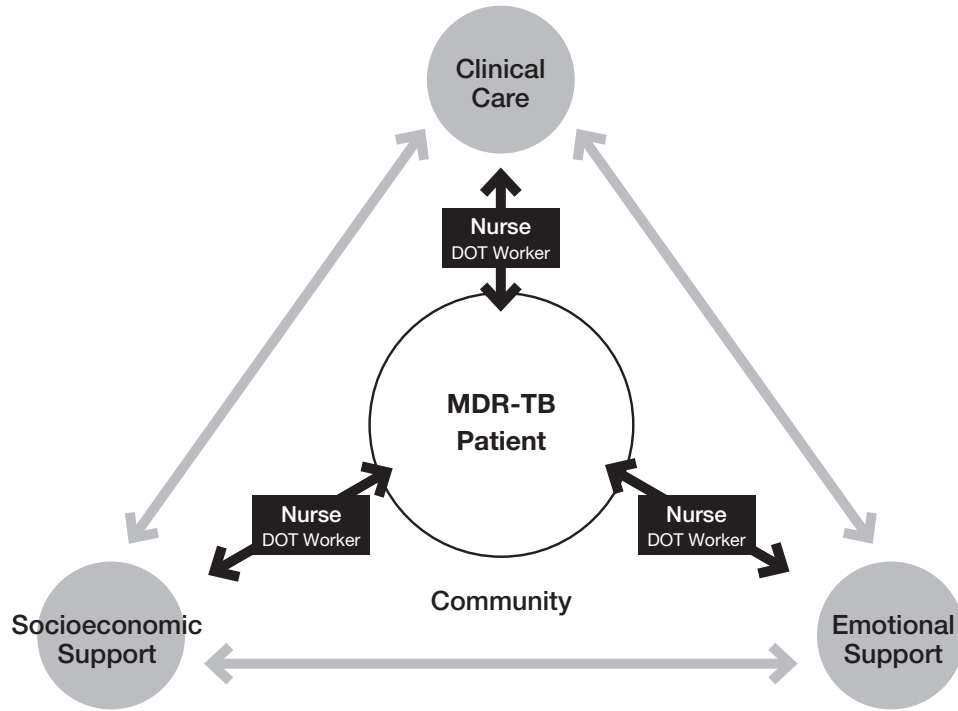 Clinical
Care
Nurse
DOT Worker
MDR-TB
Patient
Nurse
DOT Worker
Nurse
DOT Worker
Community
Socioeconomic
Support
Emotional
Support